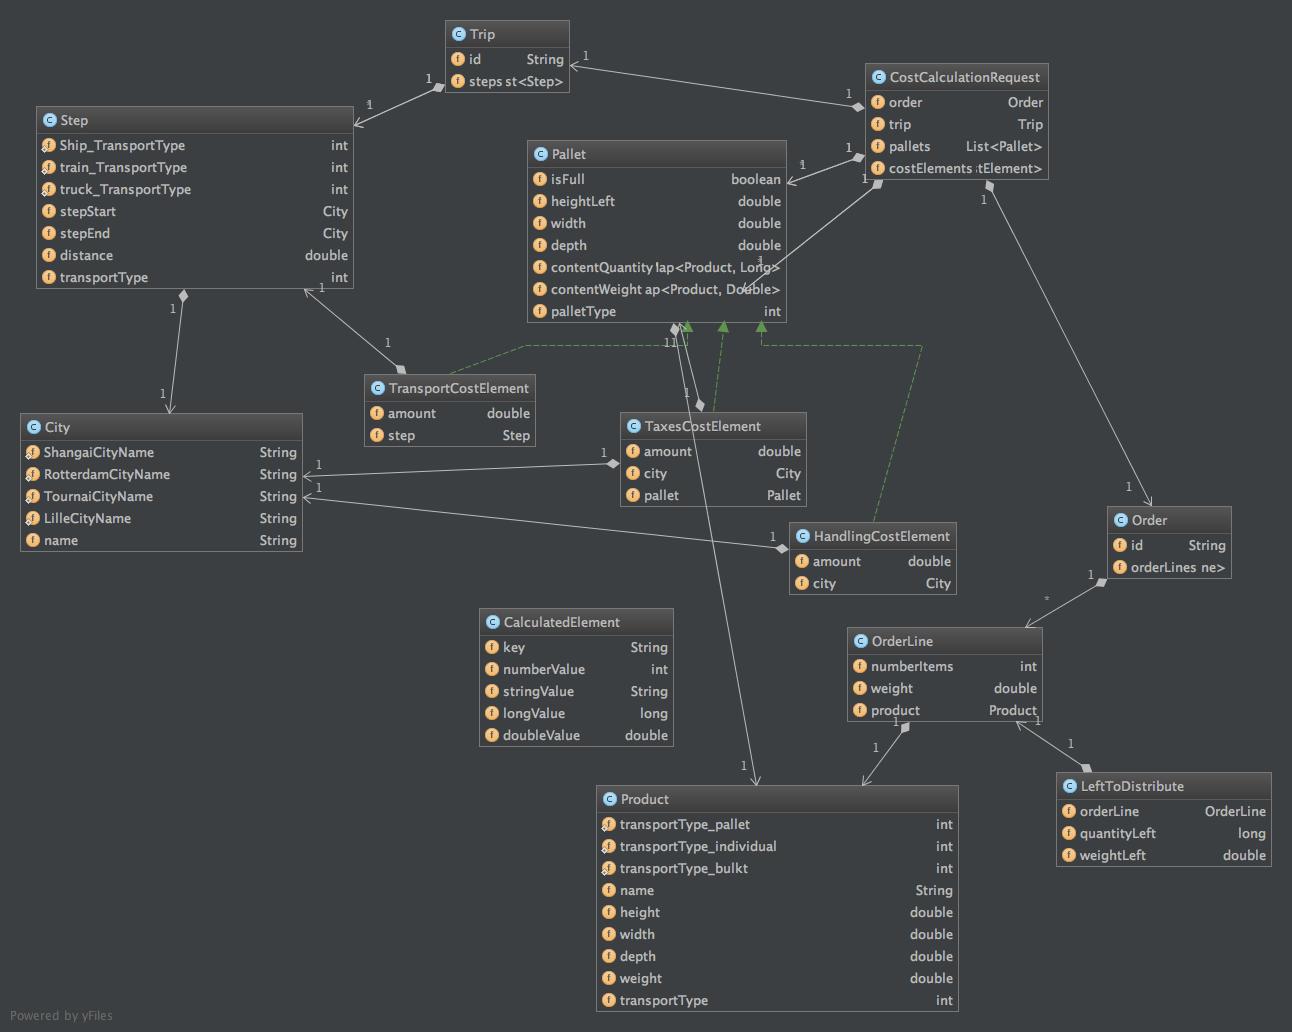 Trip
id String
steps st<Step>
1
1
1
1
CostCalculationRequest
order Order
trip Trip
pallets List<Pallet>
costElements :tElement>
1
1
1
1
Step
Ship_TransportType int
train_TransportType int
truck_TransportType int
stepStart City
stepEnd City
distance double
transportType int
Pallet
isFull boolean
heightLeft double
width double
depth double
contentQuantity lap<Product, Long>
contentWeight ap<Product, Double>
palletType int
1
1
1
1
11
TransportCostElement
amount double
step Step
1
1
City
ShangaiCityName String
RotterdamCityName String
TournaiCityName String
LilleCityName String
name String
TaxesCostElement
amount double
city City
pallet Pallet
1
1
1
1
1
HandlingCostElement
amount double
city City
1
Order
id String
orderLines ne>
1
*
CalculatedElement
key String
numberValue int
stringValue String
longValue long
doubleValue double
OrderLine
numberItems int
weight double
product Product
1
1
1
1
1
Product
transportType_pallet int
transportType_individual int
transportType_bulkt int
name String
height double
width double
depth double
weight double
transportType int
LeftToDistribute
orderLine OrderLine
quantityLeft long
weightLeft double
Powered by yFiles